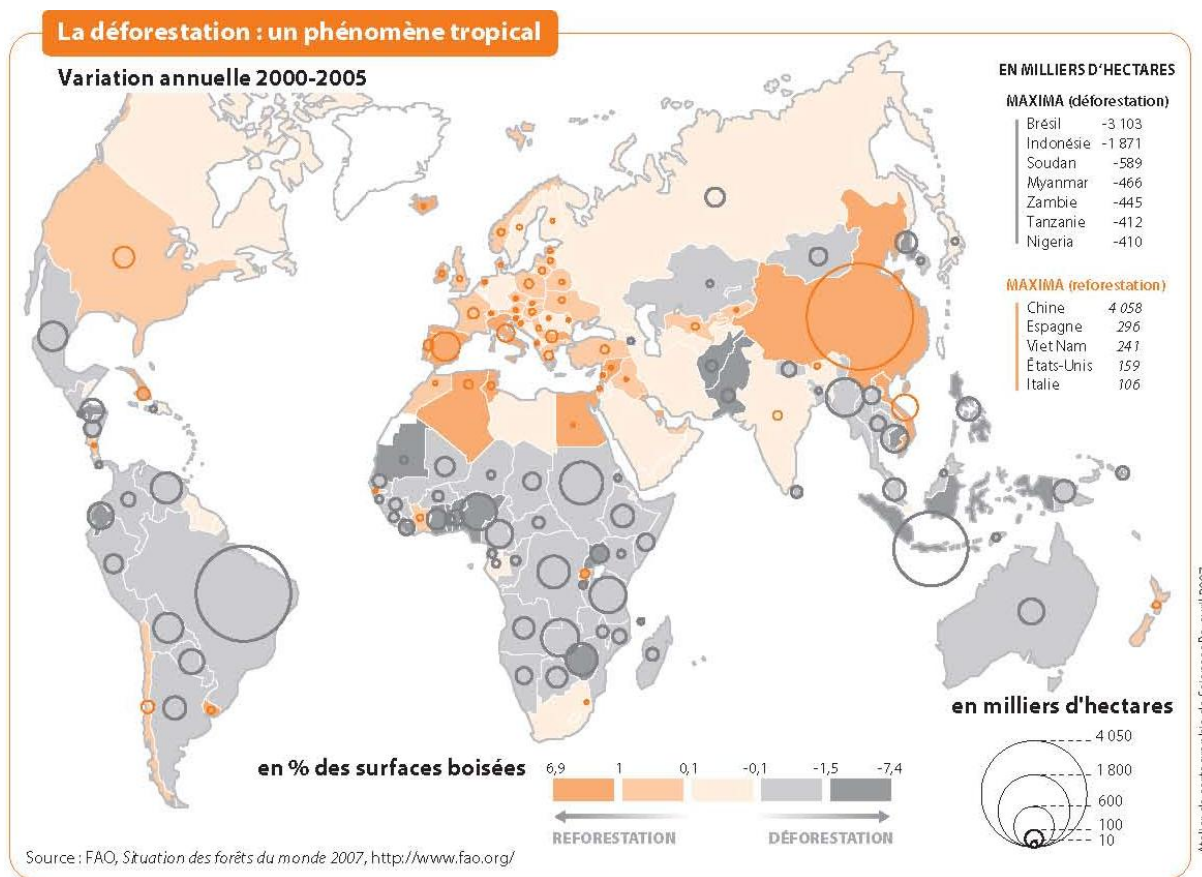 La déforestation : un phénomène tropical
Variation annuelle 2000-2005
EN MILLIERS D'HECTARES
MAXIMA (déforestation)
Brésil -3 103
Indonésie -1 871
Soudan -589
Myanmar -466
Zambie -445
Tanzanie -412
Nigeria -410
MAXIMA (reforestation)
Chine 4 058
Espagne 296
Viet Nam 241
États-Unis 159
Italie 106
en milliers d'hectares
4 050
1 800
600
100
10
en % des surfaces boisées
6,9 1 0,1 -0,1 -1,5 -7,4
REFORESTATION DÉFORESTATION
Source : FAO, Situation des forêts du monde 2007, http://www.fao.org/